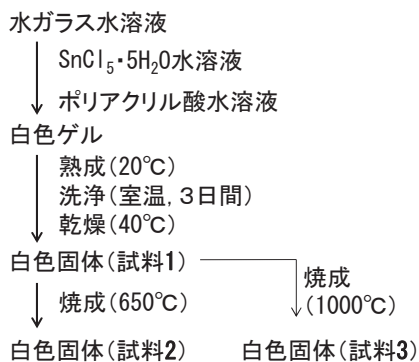 水ガラス水溶液
SnCl₅・5H₂O水溶液
ポリアクリル酸水溶液
白色ゲル
熟成(20℃)
洗浄(室温, 3日間)
乾燥(40℃)
白色固体(試料1)
焼成(650℃)
焼成
(1000℃)
白色固体(試料2)
白色固体(試料3)